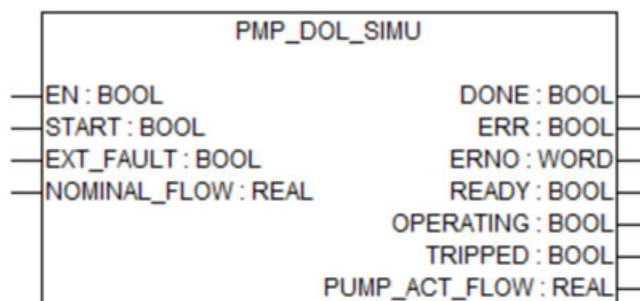 PMP_DOL_SIMU
EN : BOOL DONE : BOOL
START : BOOL ERR : BOOL
EXT_FAULT : BOOL ERNO : WORD
NOMINAL_FLOW : REAL READY : BOOL
OPERATING : BOOL
TRIPPED : BOOL
PUMP_ACT_FLOW : REAL